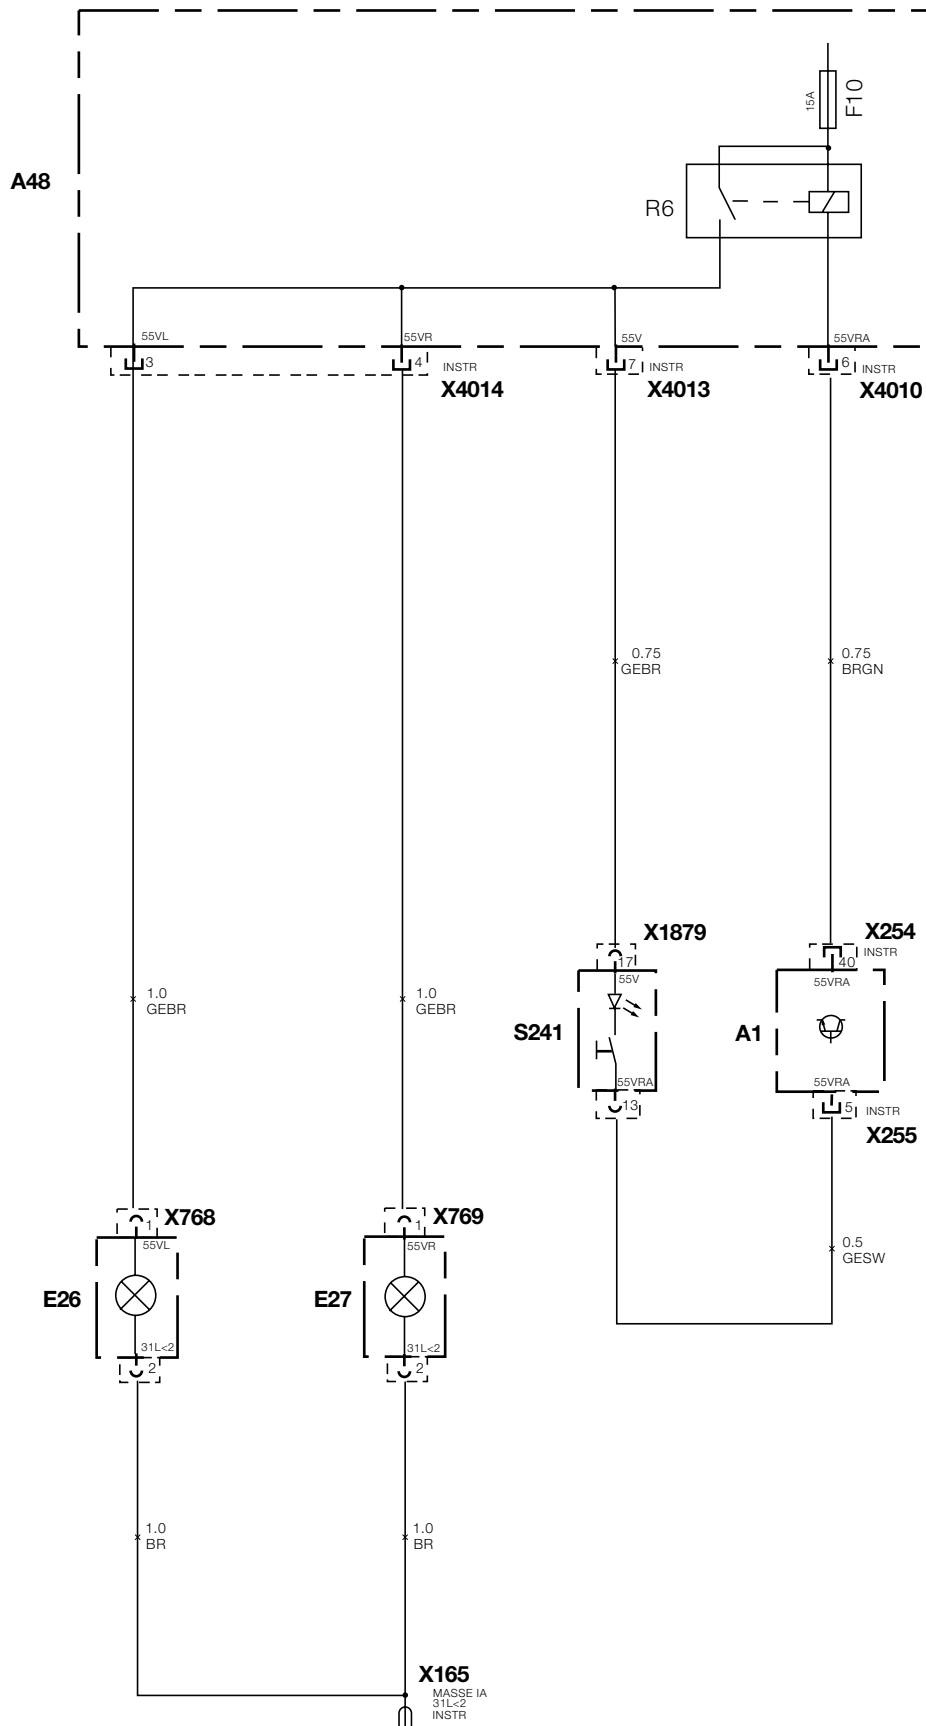 15A
F10
A48
R6
55VL
55VR
55V
55VRA
3
4
INSTR
X4014
7
INSTR
X4013
6
INSTR
X4010
0.75
GEBR
0.75
BRGN
X1879
X254
INSTR
17
40
55V
55VRA
1.0
GEBR
1.0
GEBR
S241
A1
55VRA
55VRA
13
5
INSTR
X255
X768
X769
1
1
55VL
55VR
0.5
GESW
E26
E27
31L<2
31L<2
2
2
1.0
BR
1.0
BR
X165
MASSE IA
31L<2
INSTR